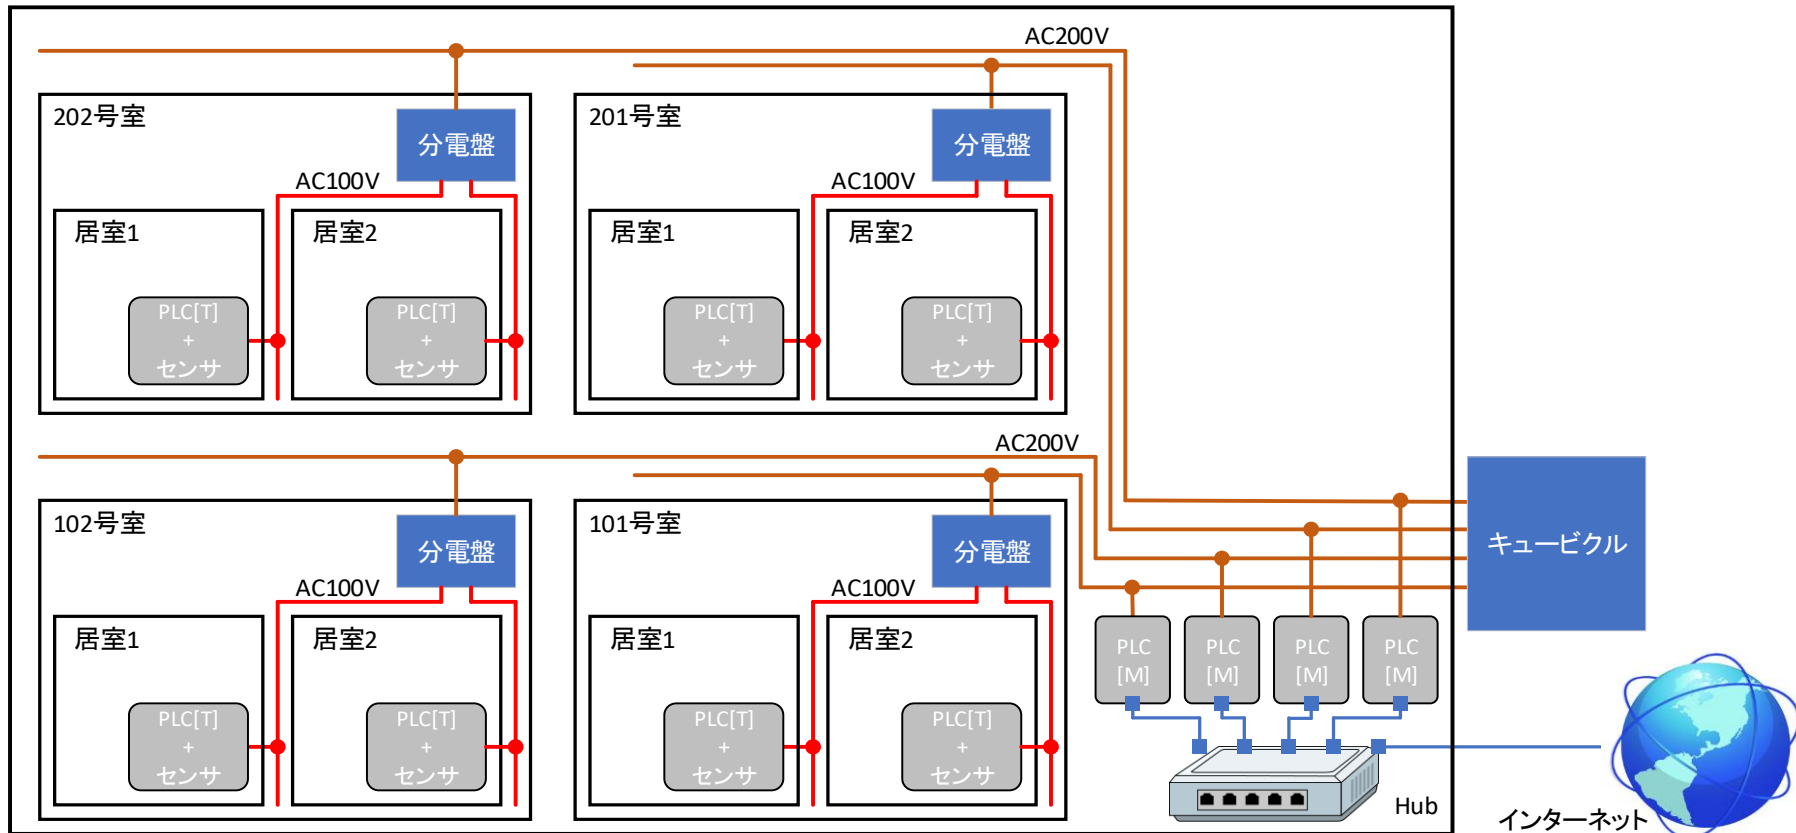 AC200V
202号室
分電盤
AC100V
居室1
居室2
PLC[T]
+
センサ
PLC[T]
+
センサ
201号室
分電盤
AC100V
居室1
居室2
PLC[T]
+
センサ
PLC[T]
+
センサ
AC200V
102号室
分電盤
AC100V
居室1
居室2
PLC[T]
+
センサ
PLC[T]
+
センサ
101号室
分電盤
AC100V
居室1
居室2
PLC[T]
+
センサ
PLC[T]
+
センサ
キュービクル
PLC
[M]
PLC
[M]
PLC
[M]
PLC
[M]
Hub
インターネット